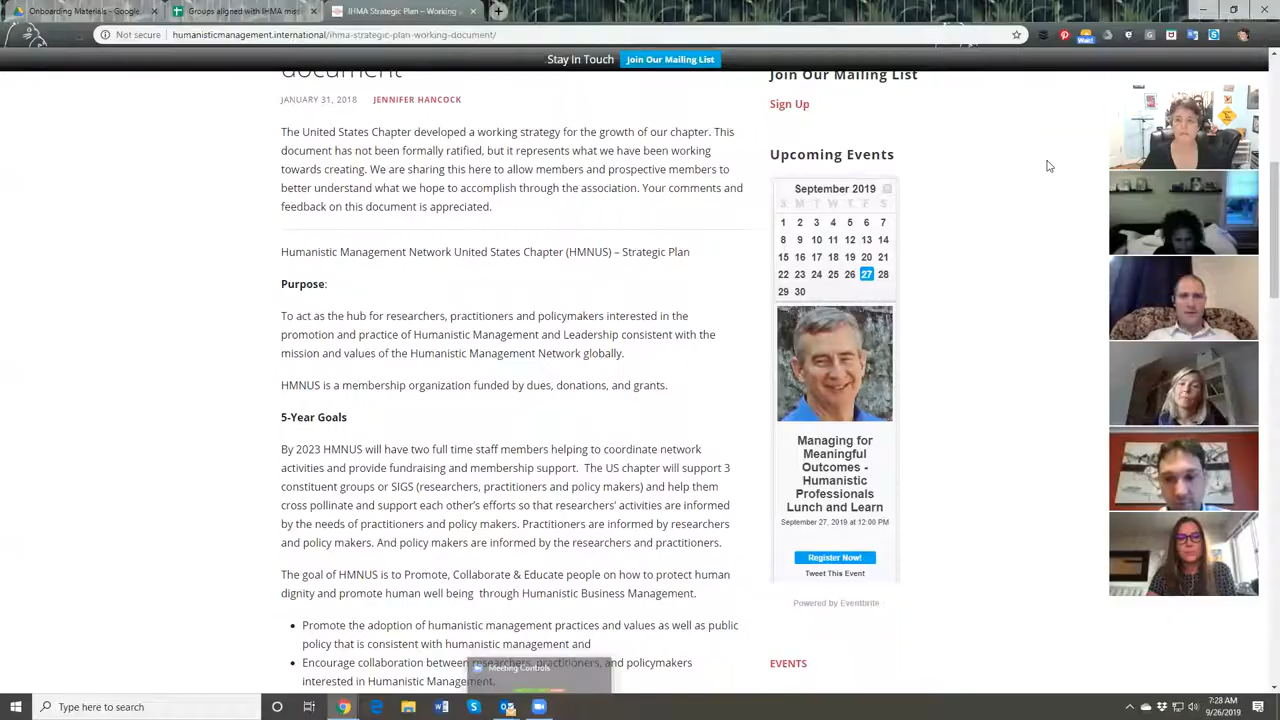 Onboarding Materials - Google
Groups aligned with IHMA mis
IHMA Strategic Plan – Working
Not secure
humanisticmanagement.international/ihma-strategic-plan-working-document/
Stay In Touch
Join Our Mailing List
document
JANUARY 31, 2018 JENNIFER HANCOCK
The United States Chapter developed a working strategy for the growth of our chapter. This
document has not been formally ratified, but it represents what we have been working
towards creating. We are sharing this here to allow members and prospective members to
better understand what we hope to accomplish through the association. Your comments and
feedback on this document is appreciated.
Humanistic Management Network United States Chapter (HMNUS) – Strategic Plan
Purpose:
To act as the hub for researchers, practitioners and policymakers interested in the
promotion and practice of Humanistic Management and Leadership consistent with the
mission and values of the Humanistic Management Network globally.
HMNUS is a membership organization funded by dues, donations, and grants.
5-Year Goals
By 2023 HMNUS will have two full time staff members helping to coordinate network
activities and provide fundraising and membership support. The US chapter will support 3
constituent groups or SIGS (researchers, practitioners and policy makers) and help them
cross pollinate and support each other's efforts so that researchers' activities are informed
by the needs of practitioners and policy makers. Practitioners are informed by researchers
and policy makers. And policy makers are informed by the researchers and practitioners.
The goal of HMNUS is to Promote, Collaborate & Educate people on how to protect human
dignity and promote human well being through Humanistic Business Management.
• Promote the adoption of humanistic management practices and values as well as public
policy that is consistent with humanistic management and
• Encourage collaboration between researchers, practitioners, and policymakers
interested in Humanistic Management.
Meeting Controls
Join Our Mailing List
Sign Up
Upcoming Events
September 2019
S M T W T F S
1 2 3 4 5 6 7
8 9 10 11 12 13 14
15 16 17 18 19 20 21
22 23 24 25 26 27 28
29 30
Managing for
Meaningful
Outcomes -
Humanistic
Professionals
Lunch and Learn
September 27, 2019 at 12:00 PM
Register Now!
Tweet This Event
Powered by Eventbrite
EVENTS
Type here to search
7:28 AM
9/26/2019